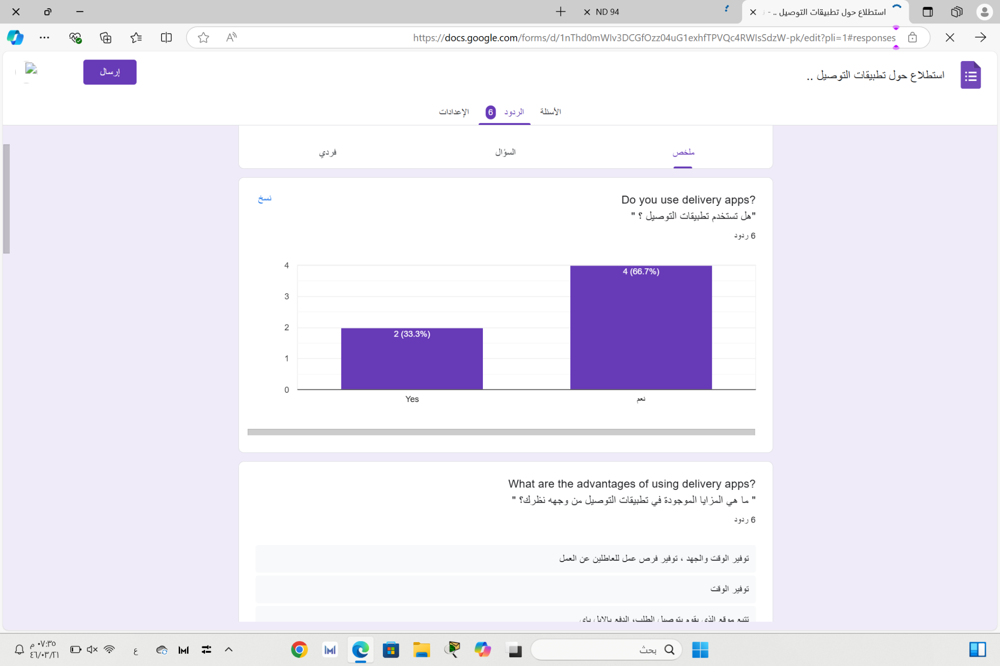 استطلاع حول تطبيقات التوصيل .. -
ND 94
https://docs.google.com/forms/d/1nThd0mWIv3DCGfOzz04uG1exhfTPVQc4RWIsSdzW-pk/edit?pli=1#responses
استطلاع حول تطبيقات التوصيل ..
إرسال
الأسئلة
الردود 6
الإعدادات
ملخص
السؤال
فردي
Do you use delivery apps?
"هل تستخدم تطبيقات التوصيل ؟ "
نسخ
6 ردود
4
3
2
1
0
2 (33.3%)
4 (66.7%)
Yes
نعم
What are the advantages of using delivery apps?
" ما هي المزايا الموجودة في تطبيقات التوصيل من وجهه نظرك؟ "
6 ردود
توفير الوقت والجهد ، توفير فرص عمل للعاطلين عن العمل
توفير الوقت
تتبع موقع الذي يقوم بتوصيل الطلب، الدفع بالابل باي
بحث
ع
٠٧:٣٥ م
٤٦/٠٣/٢١